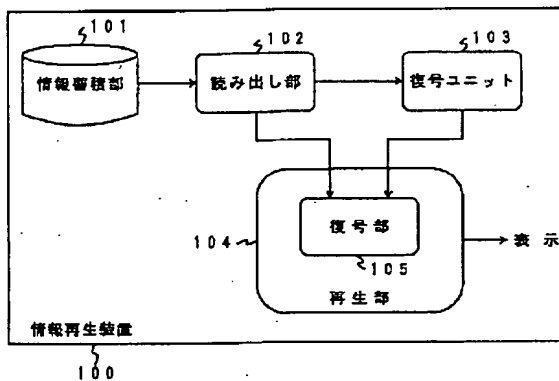 101
102
103
情報蓄積部
読み出し部
復号ユニット
復号部
104
105
表示
再生部
情報再生装置
100